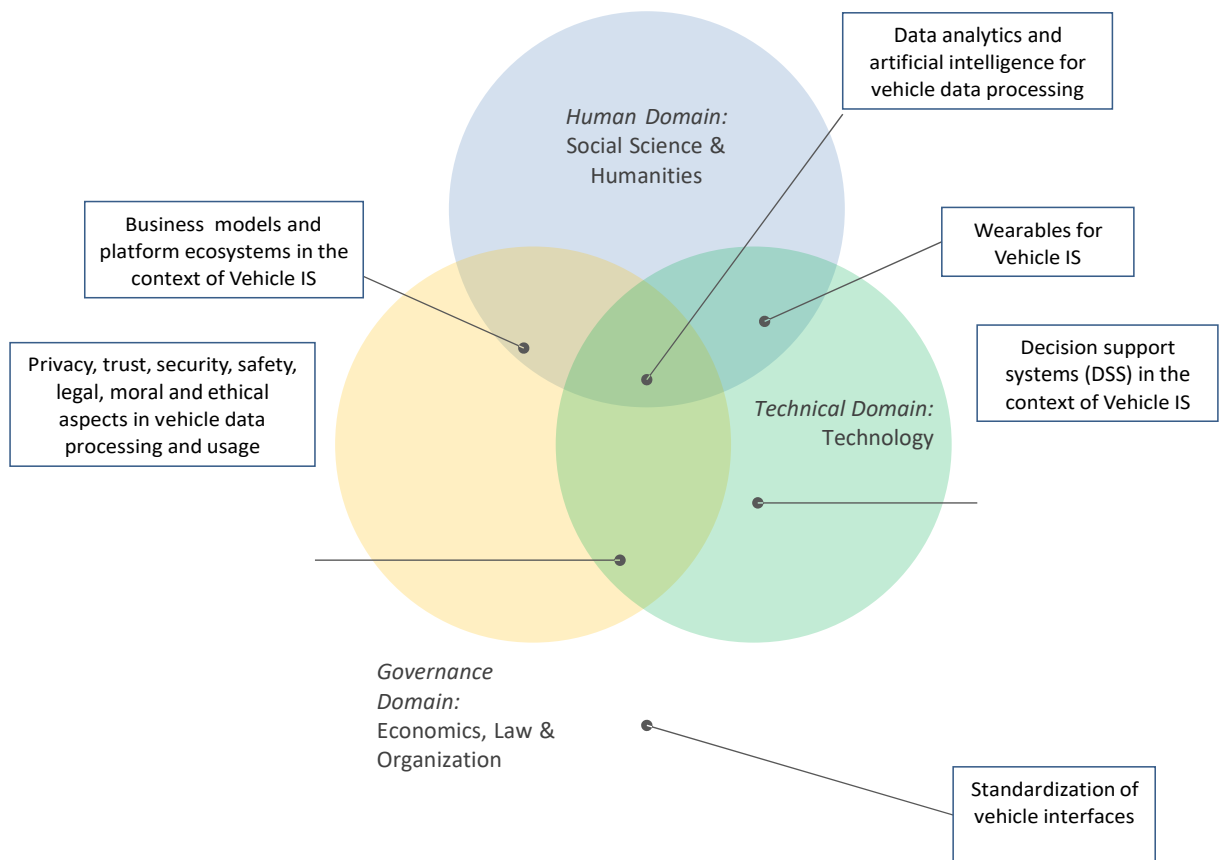 Data analytics and
artificial intelligence for
vehicle data processing
Human Domain:
Social Science &
Humanities
Business models and
platform ecosystems in the
context of Vehicle IS
Wearables for
Vehicle IS
Privacy, trust, security, safety,
legal, moral and ethical
aspects in vehicle data
processing and usage
Decision support
systems (DSS) in the
context of Vehicle IS
Technical Domain:
Technology
Governance
Domain:
Economics, Law &
Organization
Standardization of
vehicle interfaces